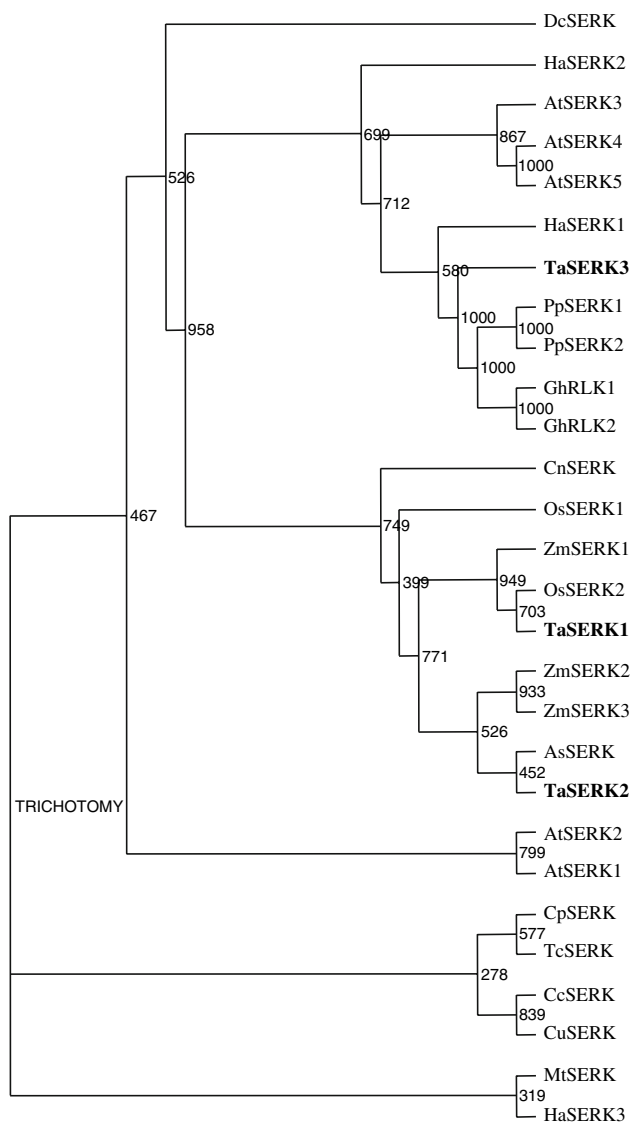 DcSERK
HaSERK2
AtSERK3
699
867
AtSERK4
1000
526
AtSERK5
712
HaSERK1
580
TaSERK3
PpSERK1
1000
1000
958
PpSERK2
1000
GhRLK1
1000
GhRLK2
CnSERK
467
749
OsSERK1
ZmSERK1
399
949
OsSERK2
703
TaSERK1
771
ZmSERK2
933
ZmSERK3
526
AsSERK
452
TaSERK2
TRICHOTOMY
AtSERK2
799
AtSERK1
CpSERK
577
TcSERK
278
CcSERK
839
CuSERK
MtSERK
319
HaSERK3